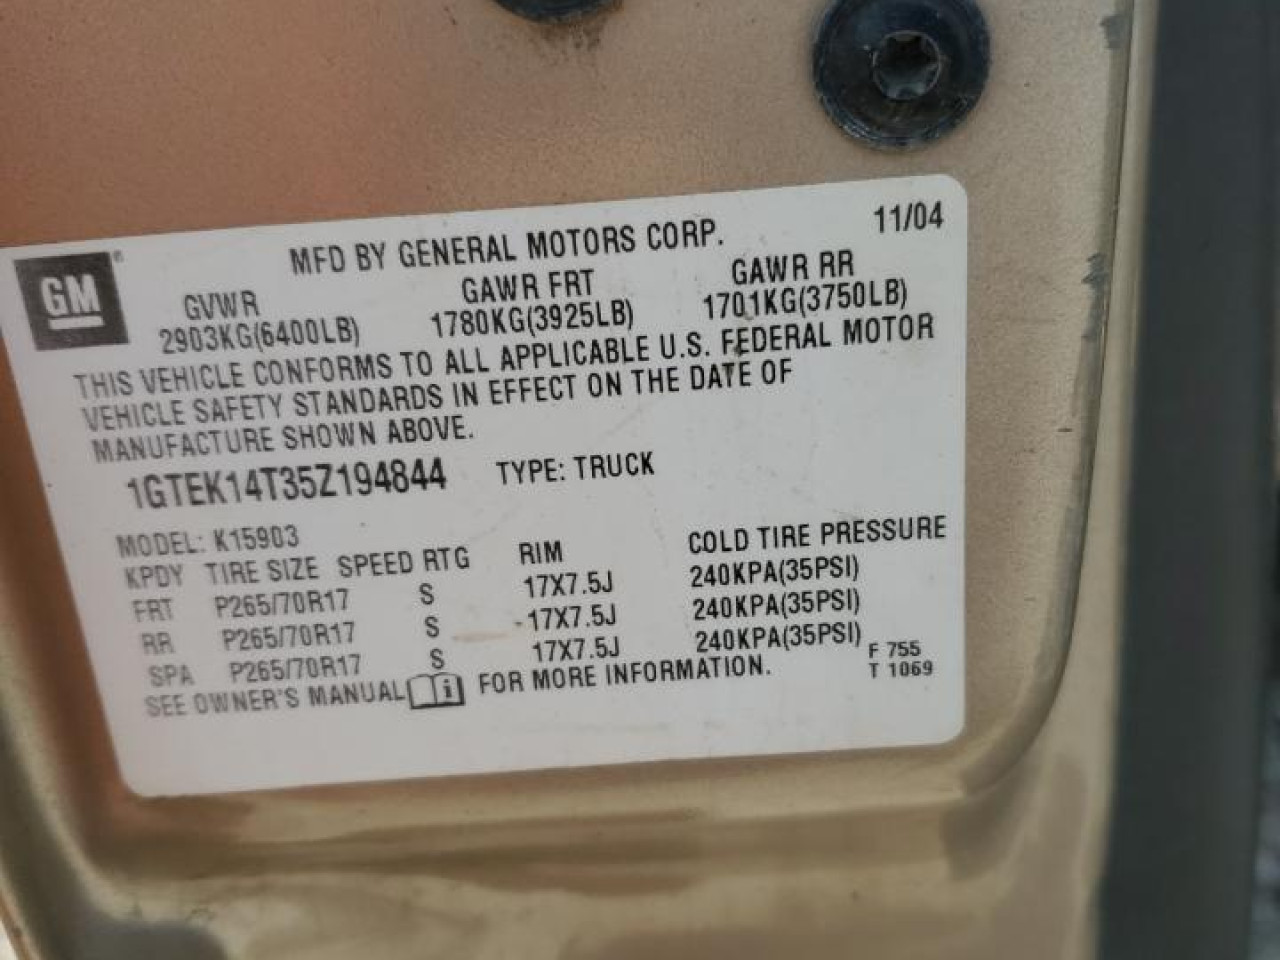 11/04
GM®
MFD BY GENERAL MOTORS CORP.
GVWR GAWR FRT GAWR RR
2903KG(6400LB) 1780KG(3925LB) 1701KG(3750LB)
THIS VEHICLE CONFORMS TO ALL APPLICABLE U.S. FEDERAL MOTOR
VEHICLE SAFETY STANDARDS IN EFFECT ON THE DATE OF
MANUFACTURE SHOWN ABOVE.
1GTEK14T35Z194844 TYPE: TRUCK
MODEL: K15903
KPDY TIRE SIZE SPEED RTG RIM COLD TIRE PRESSURE
FRT P265/70R17 S 17X7.5J 240KPA(35PSI)
RR P265/70R17 S 17X7.5J 240KPA(35PSI)
SPA P265/70R17 S 17X7.5J 240KPA(35PSI)
SEE OWNER'S MANUAL i FOR MORE INFORMATION.
F 755
T 1069